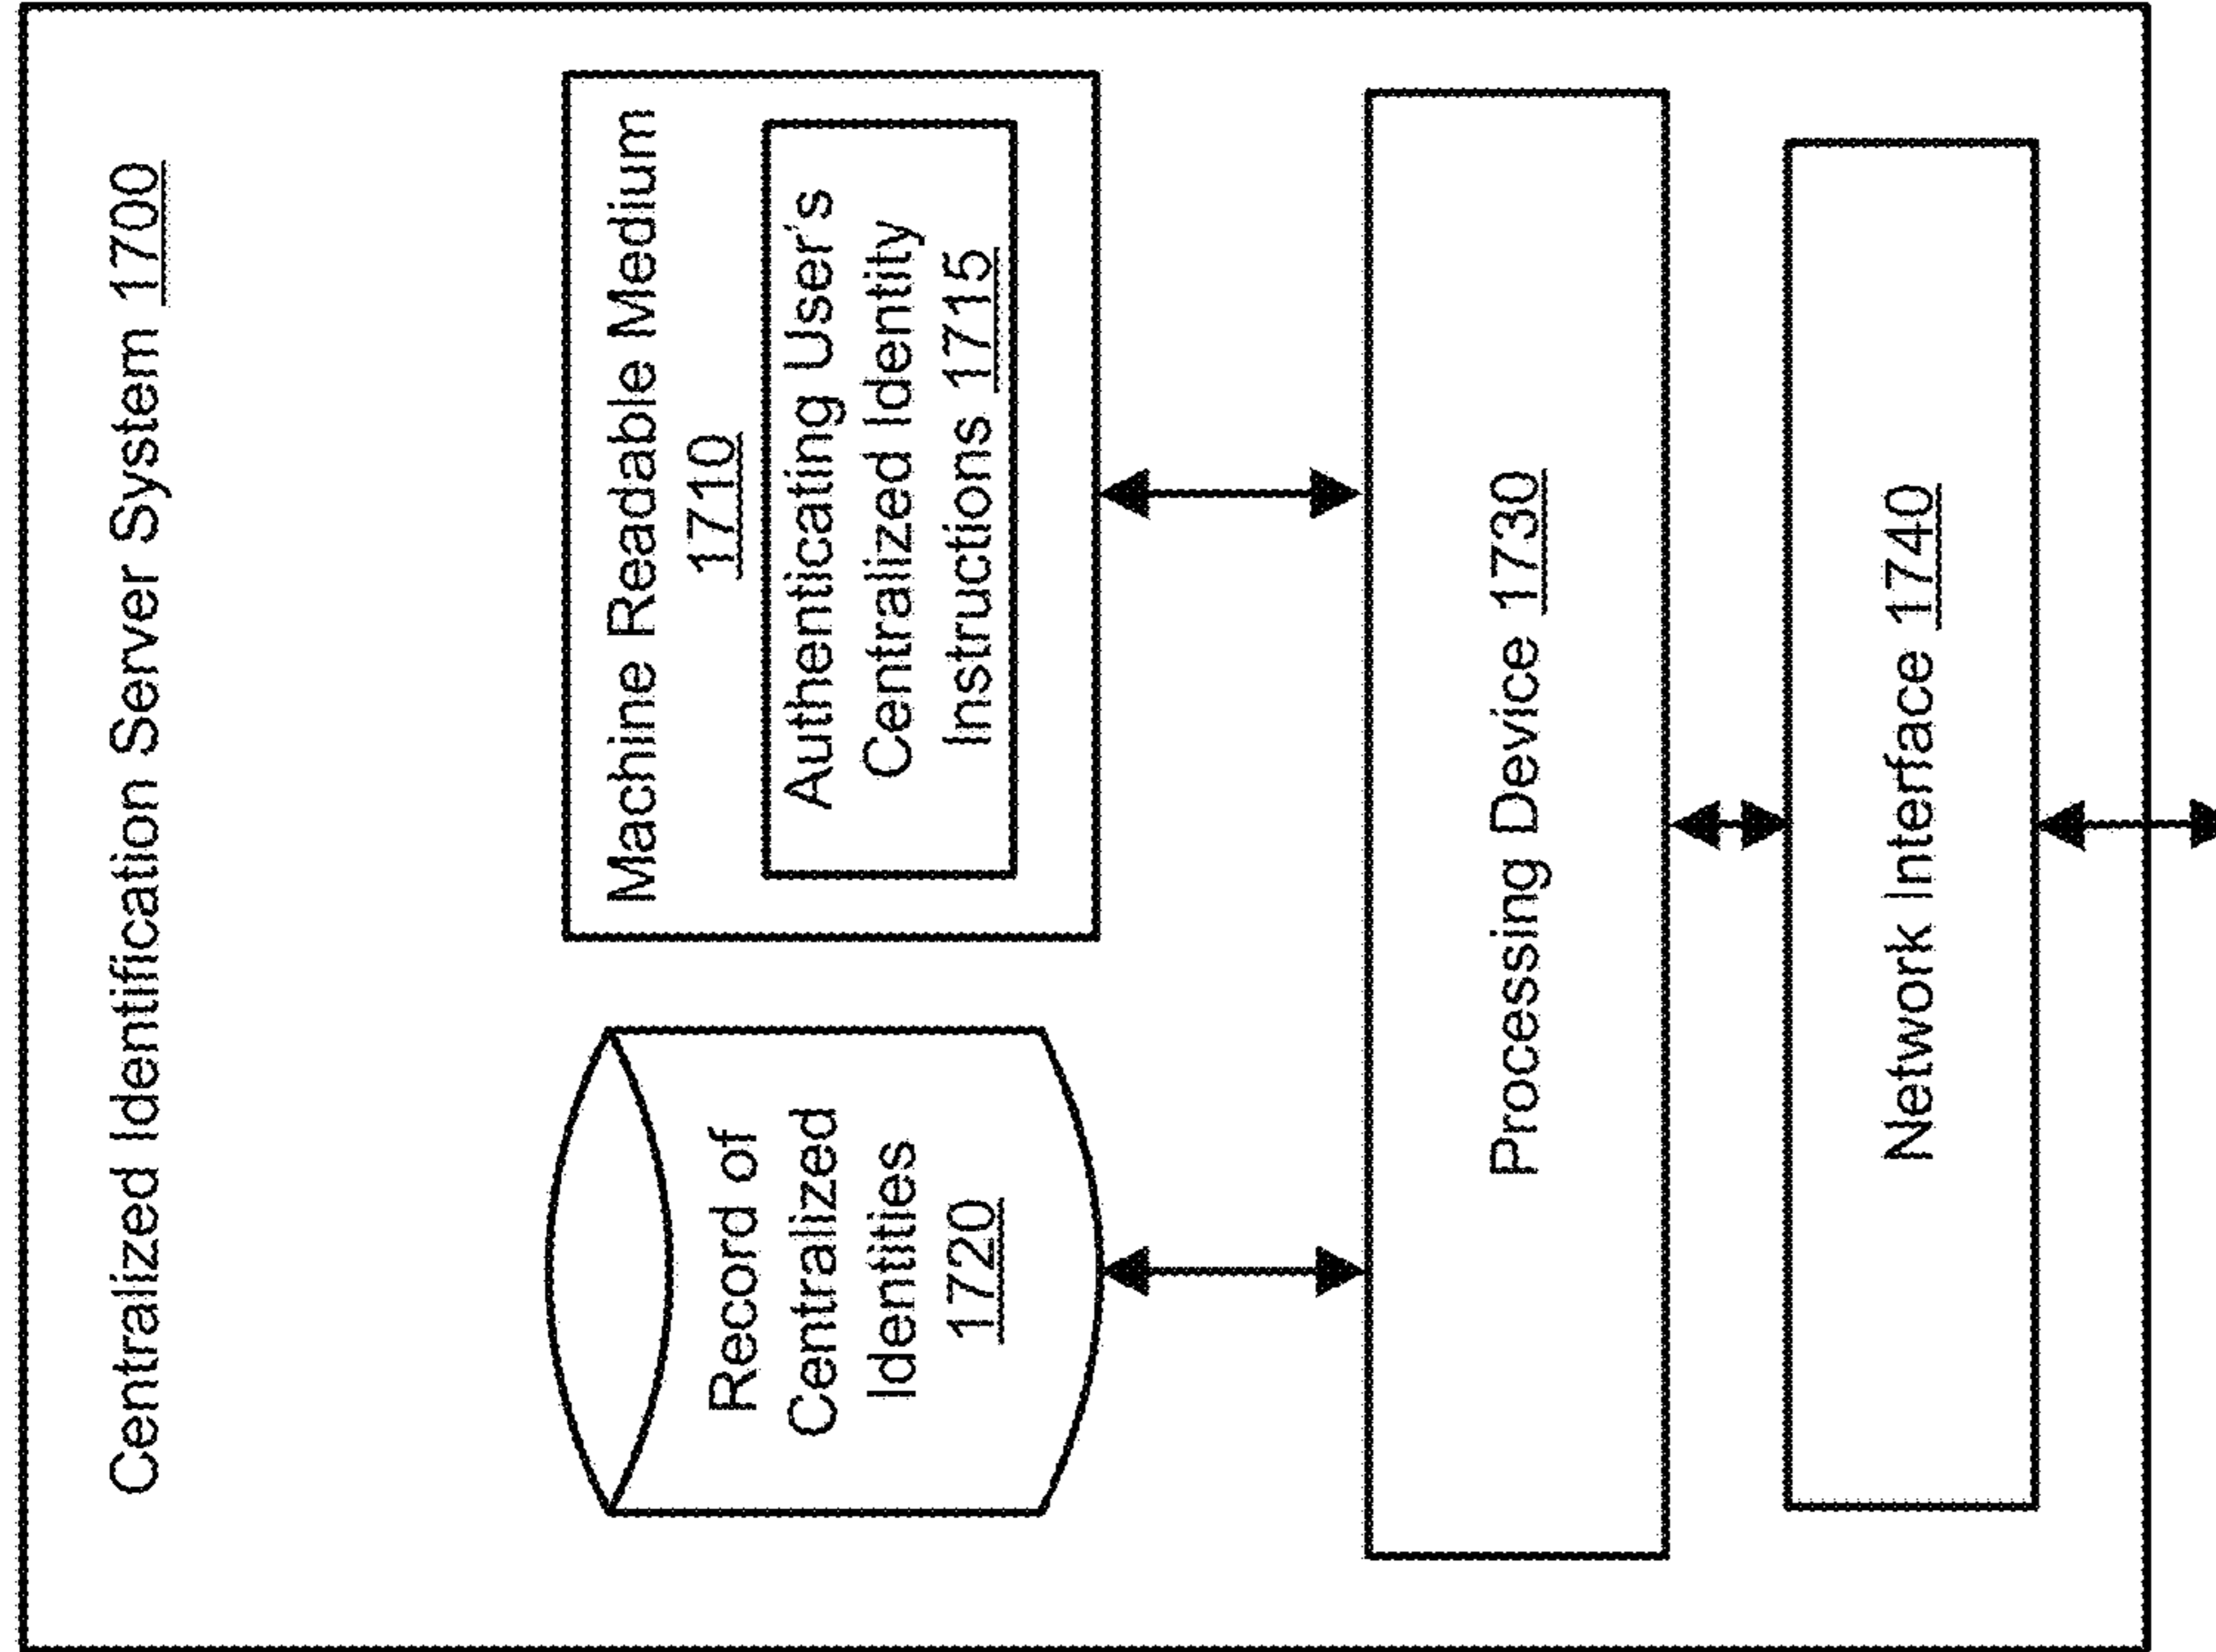 Centralized Identification Server System 1700
Record of
Centralized
Identities
1720
Machine Readable Medium
1710
Authenticating User's
Centralized Identity
Instructions 1715
Processing Device 1730
Network Interface 1740